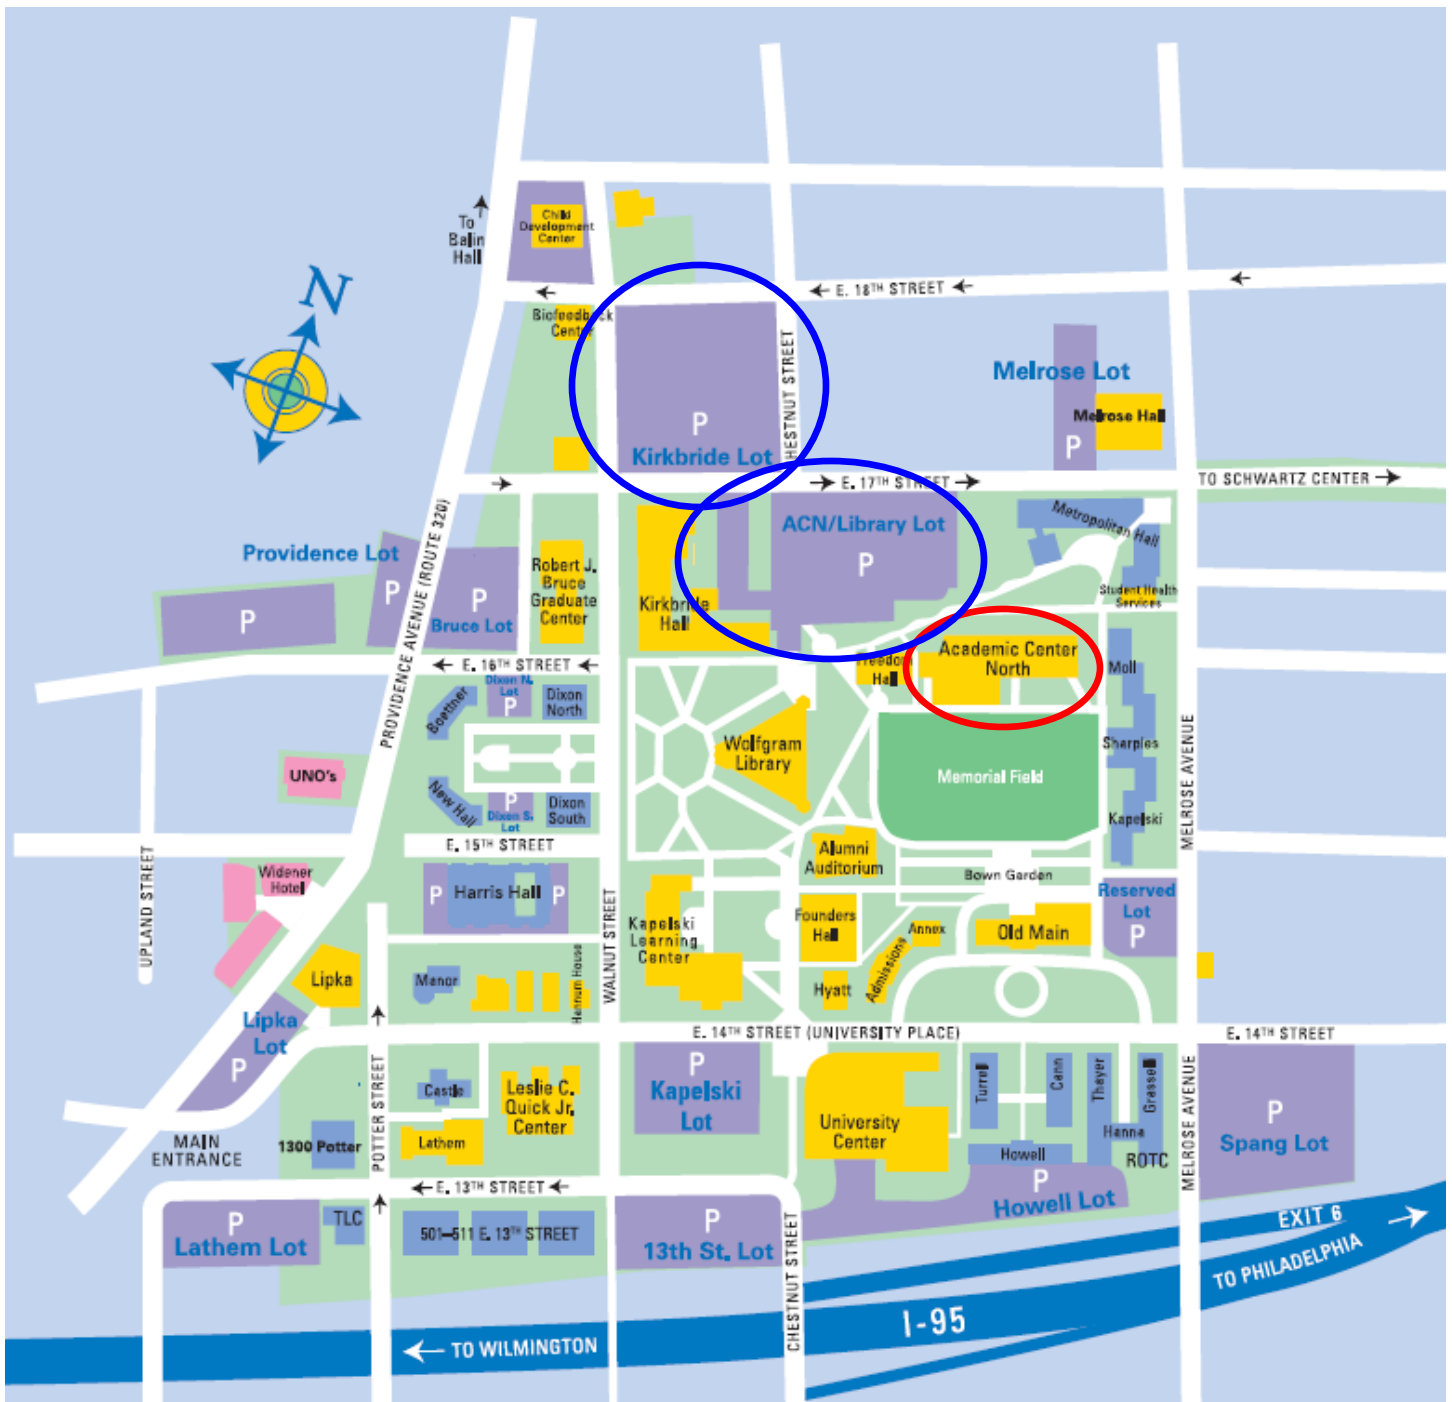 To
Balin
Hall
Child
Development
Center
N
E. 18TH STREET
Biofeedback
Center
CHESTNUT STREET
Melrose Lot
Melrose Hall
P
P
Kirkbride Lot
E. 17TH STREET
TO SCHWARTZ CENTER
ACN/Library Lot
P
Metropolitan Hall
Student Health
Services
Providence Lot
P
P
P
Bruce Lot
PROVIDENCE AVENUE (ROUTE 320)
Robert J.
Bruce
Graduate
Center
Kirkbride
Hall
Academic Center
North
Freedom
Hall
Moll
E. 16TH STREET
Dixon N.
Lot
P
Boettner
Dixon
North
Wolfgram
Library
Memorial Field
Sharples
MELROSE AVENUE
UNO's
New Hall
P
Dixon S.
Lot
Dixon
South
Kapelski
E. 15TH STREET
Alumni
Auditorium
Bown Garden
UPLAND STREET
Widener
Hotel
P
Harris Hall
P
WALNUT STREET
Reserved
Lot
P
Kapelski
Learning
Center
Founders
Hall
Annex
Old Main
Admissions
Hyatt
Lipka
Manor
Hannum House
Lipka
Lot
P
E. 14TH STREET (UNIVERSITY PLACE)
E. 14TH STREET
POTTER STREET
Castle
Leslie C.
Quick Jr.
Center
P
Kapelski
Lot
University
Center
Turrell
Cann
Thayer
Grassell
Hanna
Howell
ROTC
MELROSE AVENUE
P
Spang Lot
MAIN
ENTRANCE
1300 Potter
Lathem
E. 13TH STREET
P
Howell Lot
P
Lathem Lot
TLC
501–511 E. 13TH STREET
P
13th St. Lot
CHESTNUT STREET
EXIT 6
TO PHILADELPHIA
I-95
TO WILMINGTON